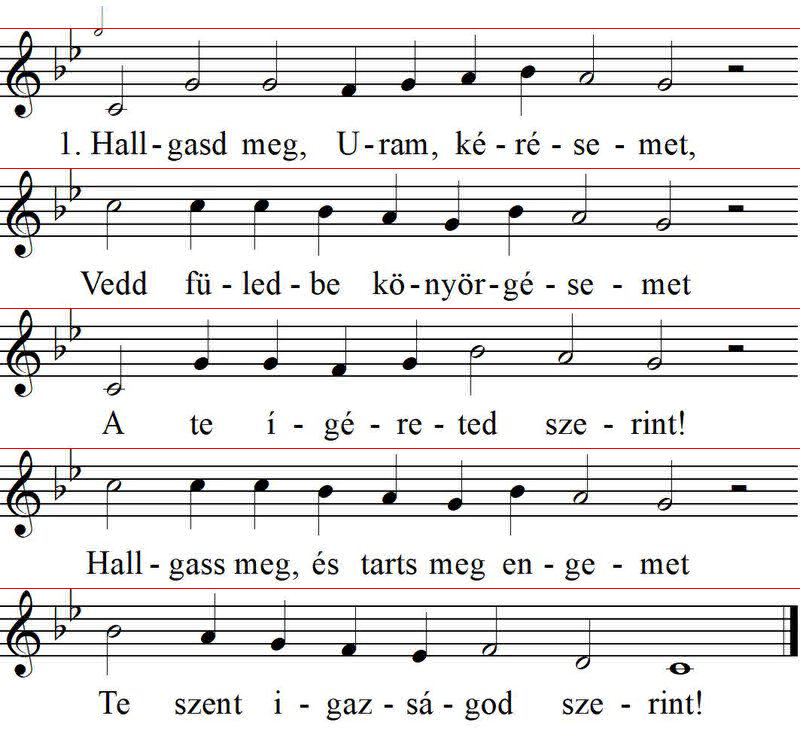 1. Hall-gasd meg, U-ram, ké-ré-se-met,
Vedd fü-led-be kö-nyör-gé-se-met
A te í-gé-re-ted sze-rint!
Hall-gass meg, és tarts meg en-ge-met
Te szent i-gaz-sá-god sze-rint!